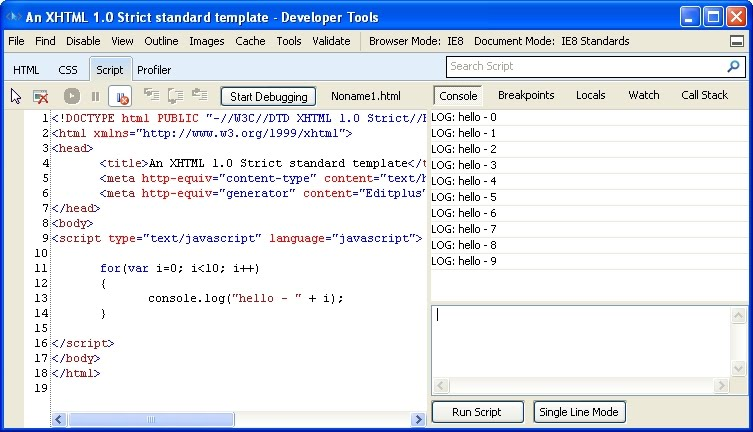 An XHTML 1.0 Strict standard template - Developer Tools
File Find Disable View Outline Images Cache Tools Validate Browser Mode: IE8 Document Mode: IE8 Standards
HTML CSS Script Profiler
Search Script
Start Debugging Noname1.html
Console Breakpoints Locals Watch Call Stack
1 <!DOCTYPE html PUBLIC "-//W3C//DTD XHTML 1.0 Strict//
2 <html xmlns="http://www.w3.org/1999/xhtml">
3 <head>
4 <title>An XHTML 1.0 Strict standard template</t
5 <meta http-equiv="content-type" content="text/h
6 <meta http-equiv="generator" content="Editplus"
7 </head>
8 <body>
9 <script type="text/javascript" language="javascript">
10
11 for(var i=0; i<10; i++)
12 {
13 console.log("hello - " + i);
14 }
15
16 </script>
17 </body>
18 </html>
19
LOG: hello - 0
LOG: hello - 1
LOG: hello - 2
LOG: hello - 3
LOG: hello - 4
LOG: hello - 5
LOG: hello - 6
LOG: hello - 7
LOG: hello - 8
LOG: hello - 9
Run Script Single Line Mode